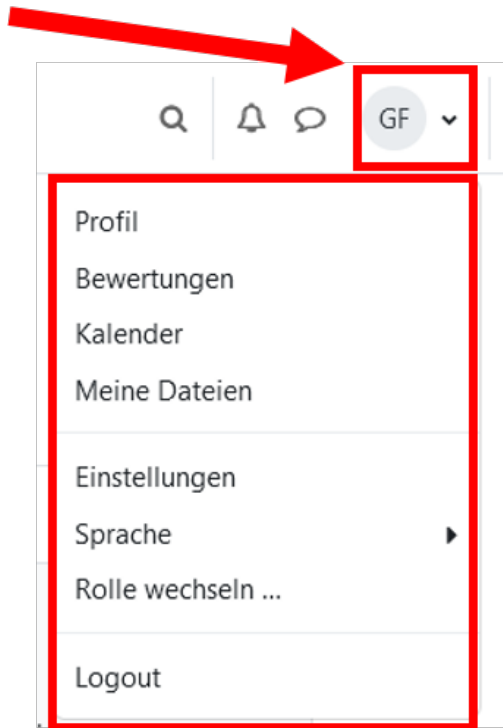 GF
Profil
Bewertungen
Kalender
Meine Dateien
Einstellungen
Sprache
Rolle wechseln ...
Logout